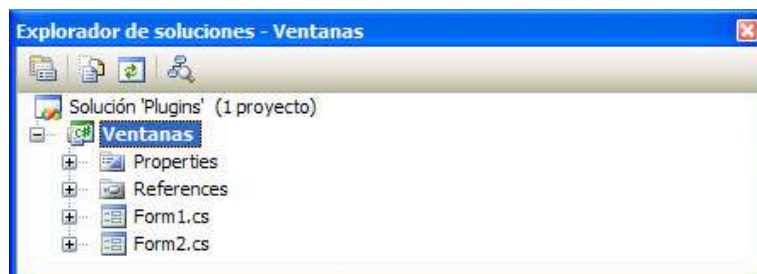 Explorador de soluciones - Ventanas
Solución 'Plugins' (1 proyecto)
C# Ventanas
Properties
References
Form1.cs
Form2.cs